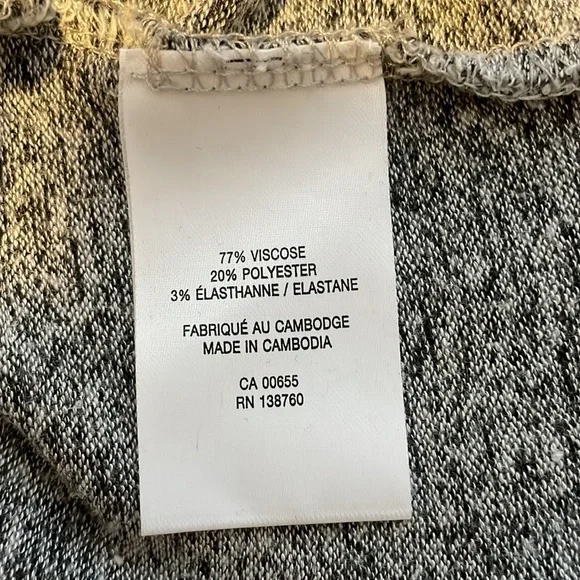 77% VISCOSE
20% POLYESTER
3% ÉLASTHANNE / ELASTANE
FABRIQUÉ AU CAMBODGE
MADE IN CAMBODIA
CA 00655
RN 138760